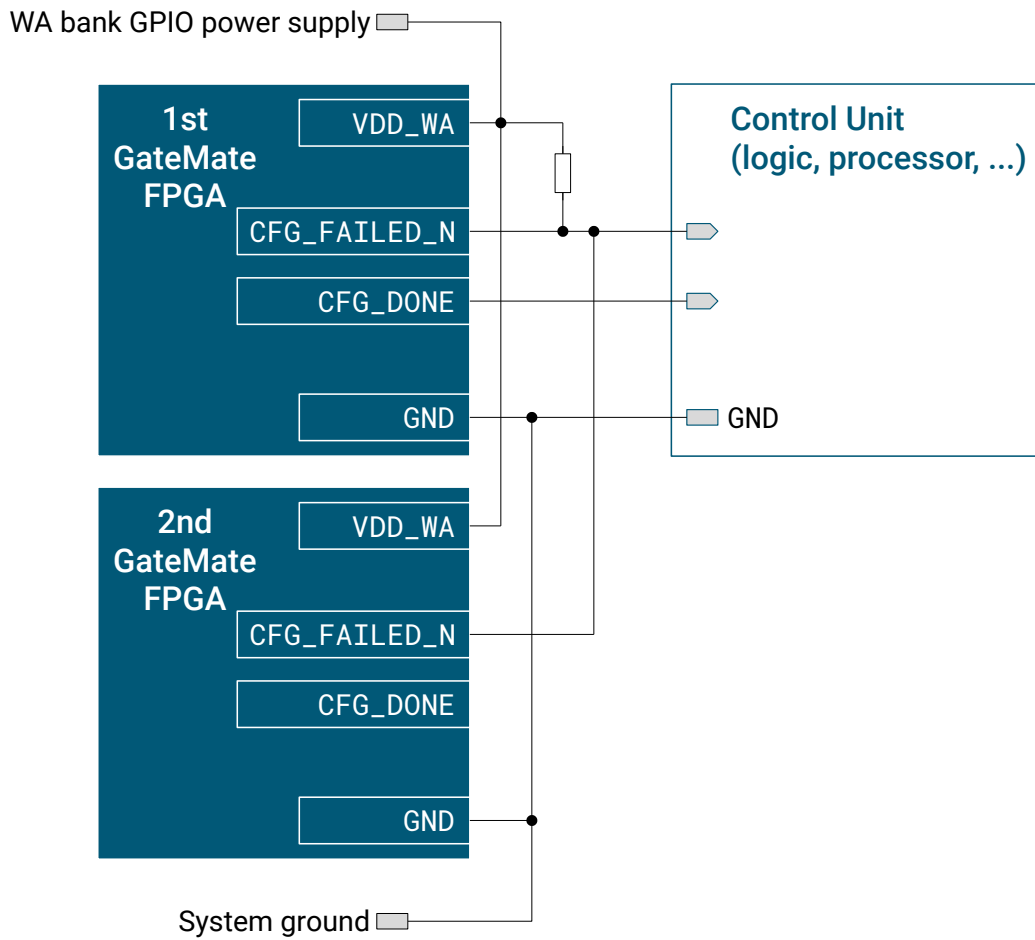 WA bank GPIO power supply
1st
GateMate
FPGA
VDD_WA
CFG_FAILED_N
CFG_DONE
GND
Control Unit
(logic, processor, ...)
GND
2nd
GateMate
FPGA
VDD_WA
CFG_FAILED_N
CFG_DONE
GND
System ground